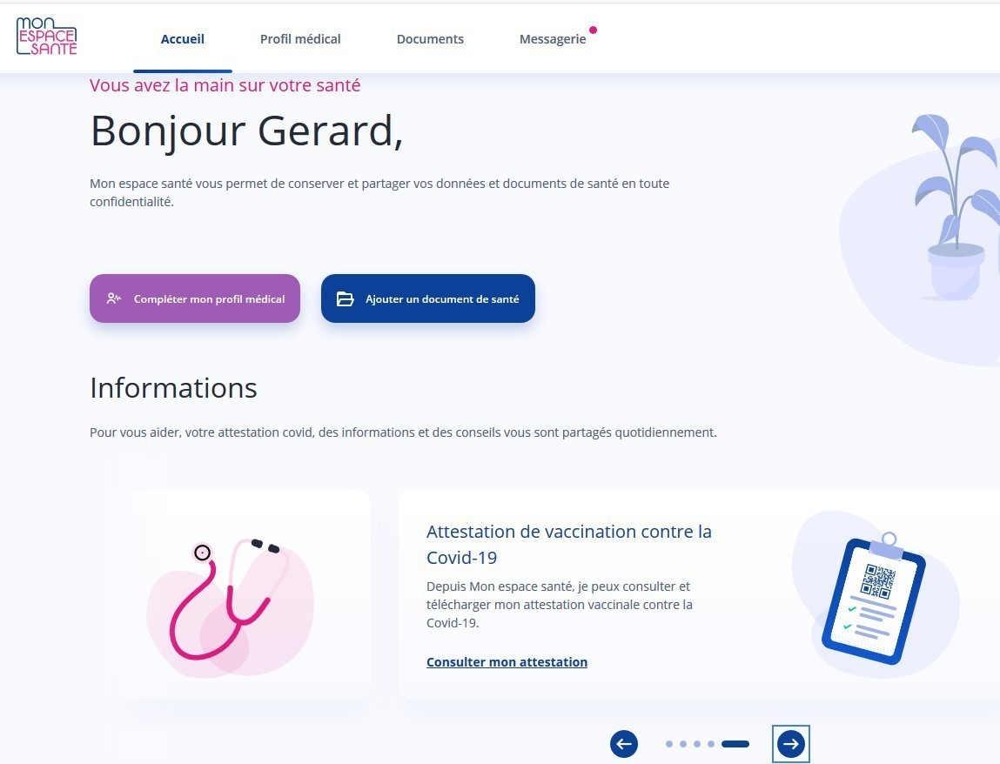 mon
ESPACE
SANTÉ
Accueil
Profil médical
Documents
Messagerie
Vous avez la main sur votre santé
Bonjour Gerard,
Mon espace santé vous permet de conserver et partager vos données et documents de santé en toute
confidentialité.
Compléter mon profil médical
Ajouter un document de santé
Informations
Pour vous aider, votre attestation covid, des informations et des conseils vous sont partagés quotidiennement.
Attestation de vaccination contre la
Covid-19
Depuis Mon espace santé, je peux consulter et
télécharger mon attestation vaccinale contre la
Covid-19.
Consulter mon attestation